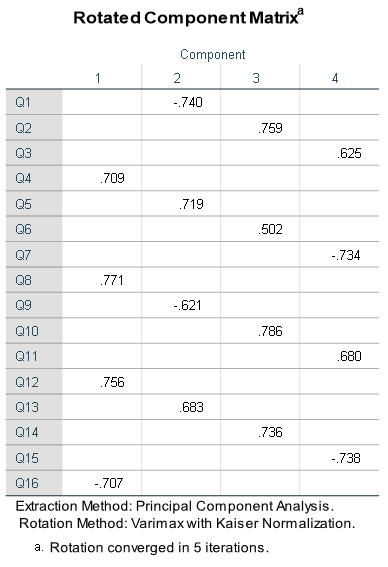 Rotated Component Matrixa
Component
1 2 3 4
Q1 -.740
Q2 .759
Q3 .625
Q4 .709
Q5 .719
Q6 .502
Q7 -.734
Q8 .771
Q9 -.621
Q10 .786
Q11 .680
Q12 .756
Q13 .683
Q14 .736
Q15 -.738
Q16 -.707
Extraction Method: Principal Component Analysis.
Rotation Method: Varimax with Kaiser Normalization.
a. Rotation converged in 5 iterations.